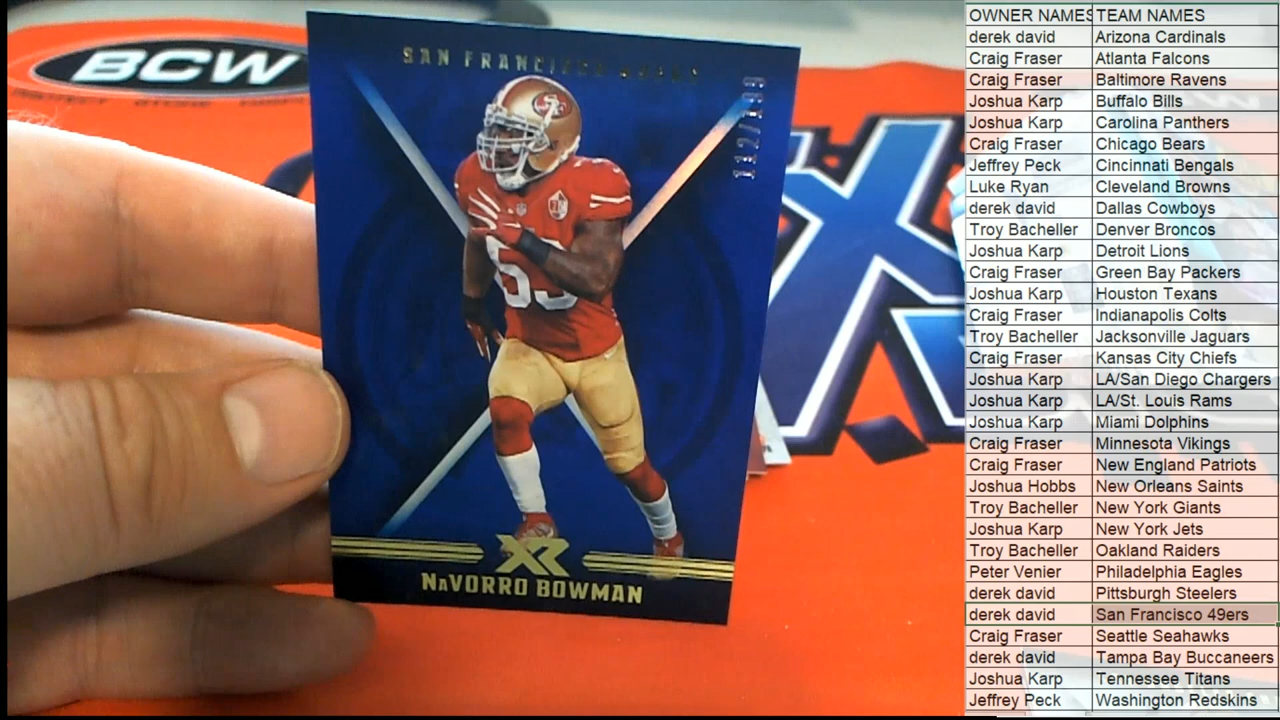 BCW
SAN FRANCISCO 49ERS
112/199
53
XR
NAVORRO BOWMAN
OWNER NAMES TEAM NAMES
derek david Arizona Cardinals
Craig Fraser Atlanta Falcons
Craig Fraser Baltimore Ravens
Joshua Karp Buffalo Bills
Joshua Karp Carolina Panthers
Craig Fraser Chicago Bears
Jeffrey Peck Cincinnati Bengals
Luke Ryan Cleveland Browns
derek david Dallas Cowboys
Troy Bacheller Denver Broncos
Joshua Karp Detroit Lions
Craig Fraser Green Bay Packers
Joshua Karp Houston Texans
Craig Fraser Indianapolis Colts
Troy Bacheller Jacksonville Jaguars
Craig Fraser Kansas City Chiefs
Joshua Karp LA/San Diego Chargers
Joshua Karp LA/St. Louis Rams
Joshua Karp Miami Dolphins
Craig Fraser Minnesota Vikings
Craig Fraser New England Patriots
Joshua Hobbs New Orleans Saints
Troy Bacheller New York Giants
Joshua Karp New York Jets
Troy Bacheller Oakland Raiders
Peter Venier Philadelphia Eagles
derek david Pittsburgh Steelers
derek david San Francisco 49ers
Craig Fraser Seattle Seahawks
derek david Tampa Bay Buccaneers
Joshua Karp Tennessee Titans
Jeffrey Peck Washington Redskins